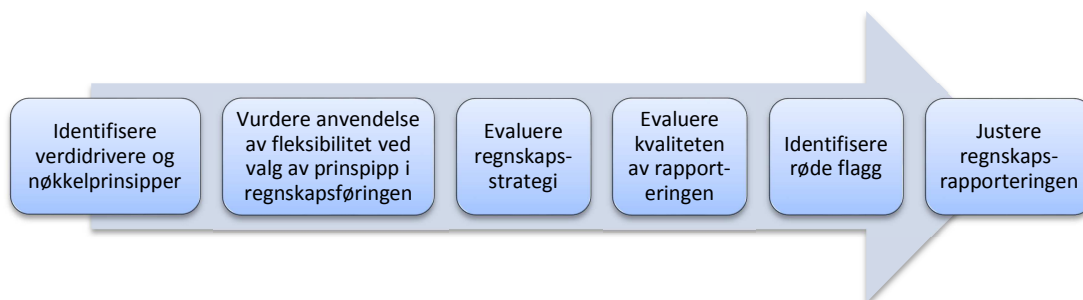 Identifisere
verdidrivere og
nøkkelprinsipper
Vurdere anvendelse
av fleksibilitet ved
valg av prinspipp i
regnskapsføringen
Evaluere
regnskaps-
strategi
Evaluere
kvaliteten
av rapport-
eringen
Identifisere
røde flagg
Justere
regnskaps-
rapporteringen